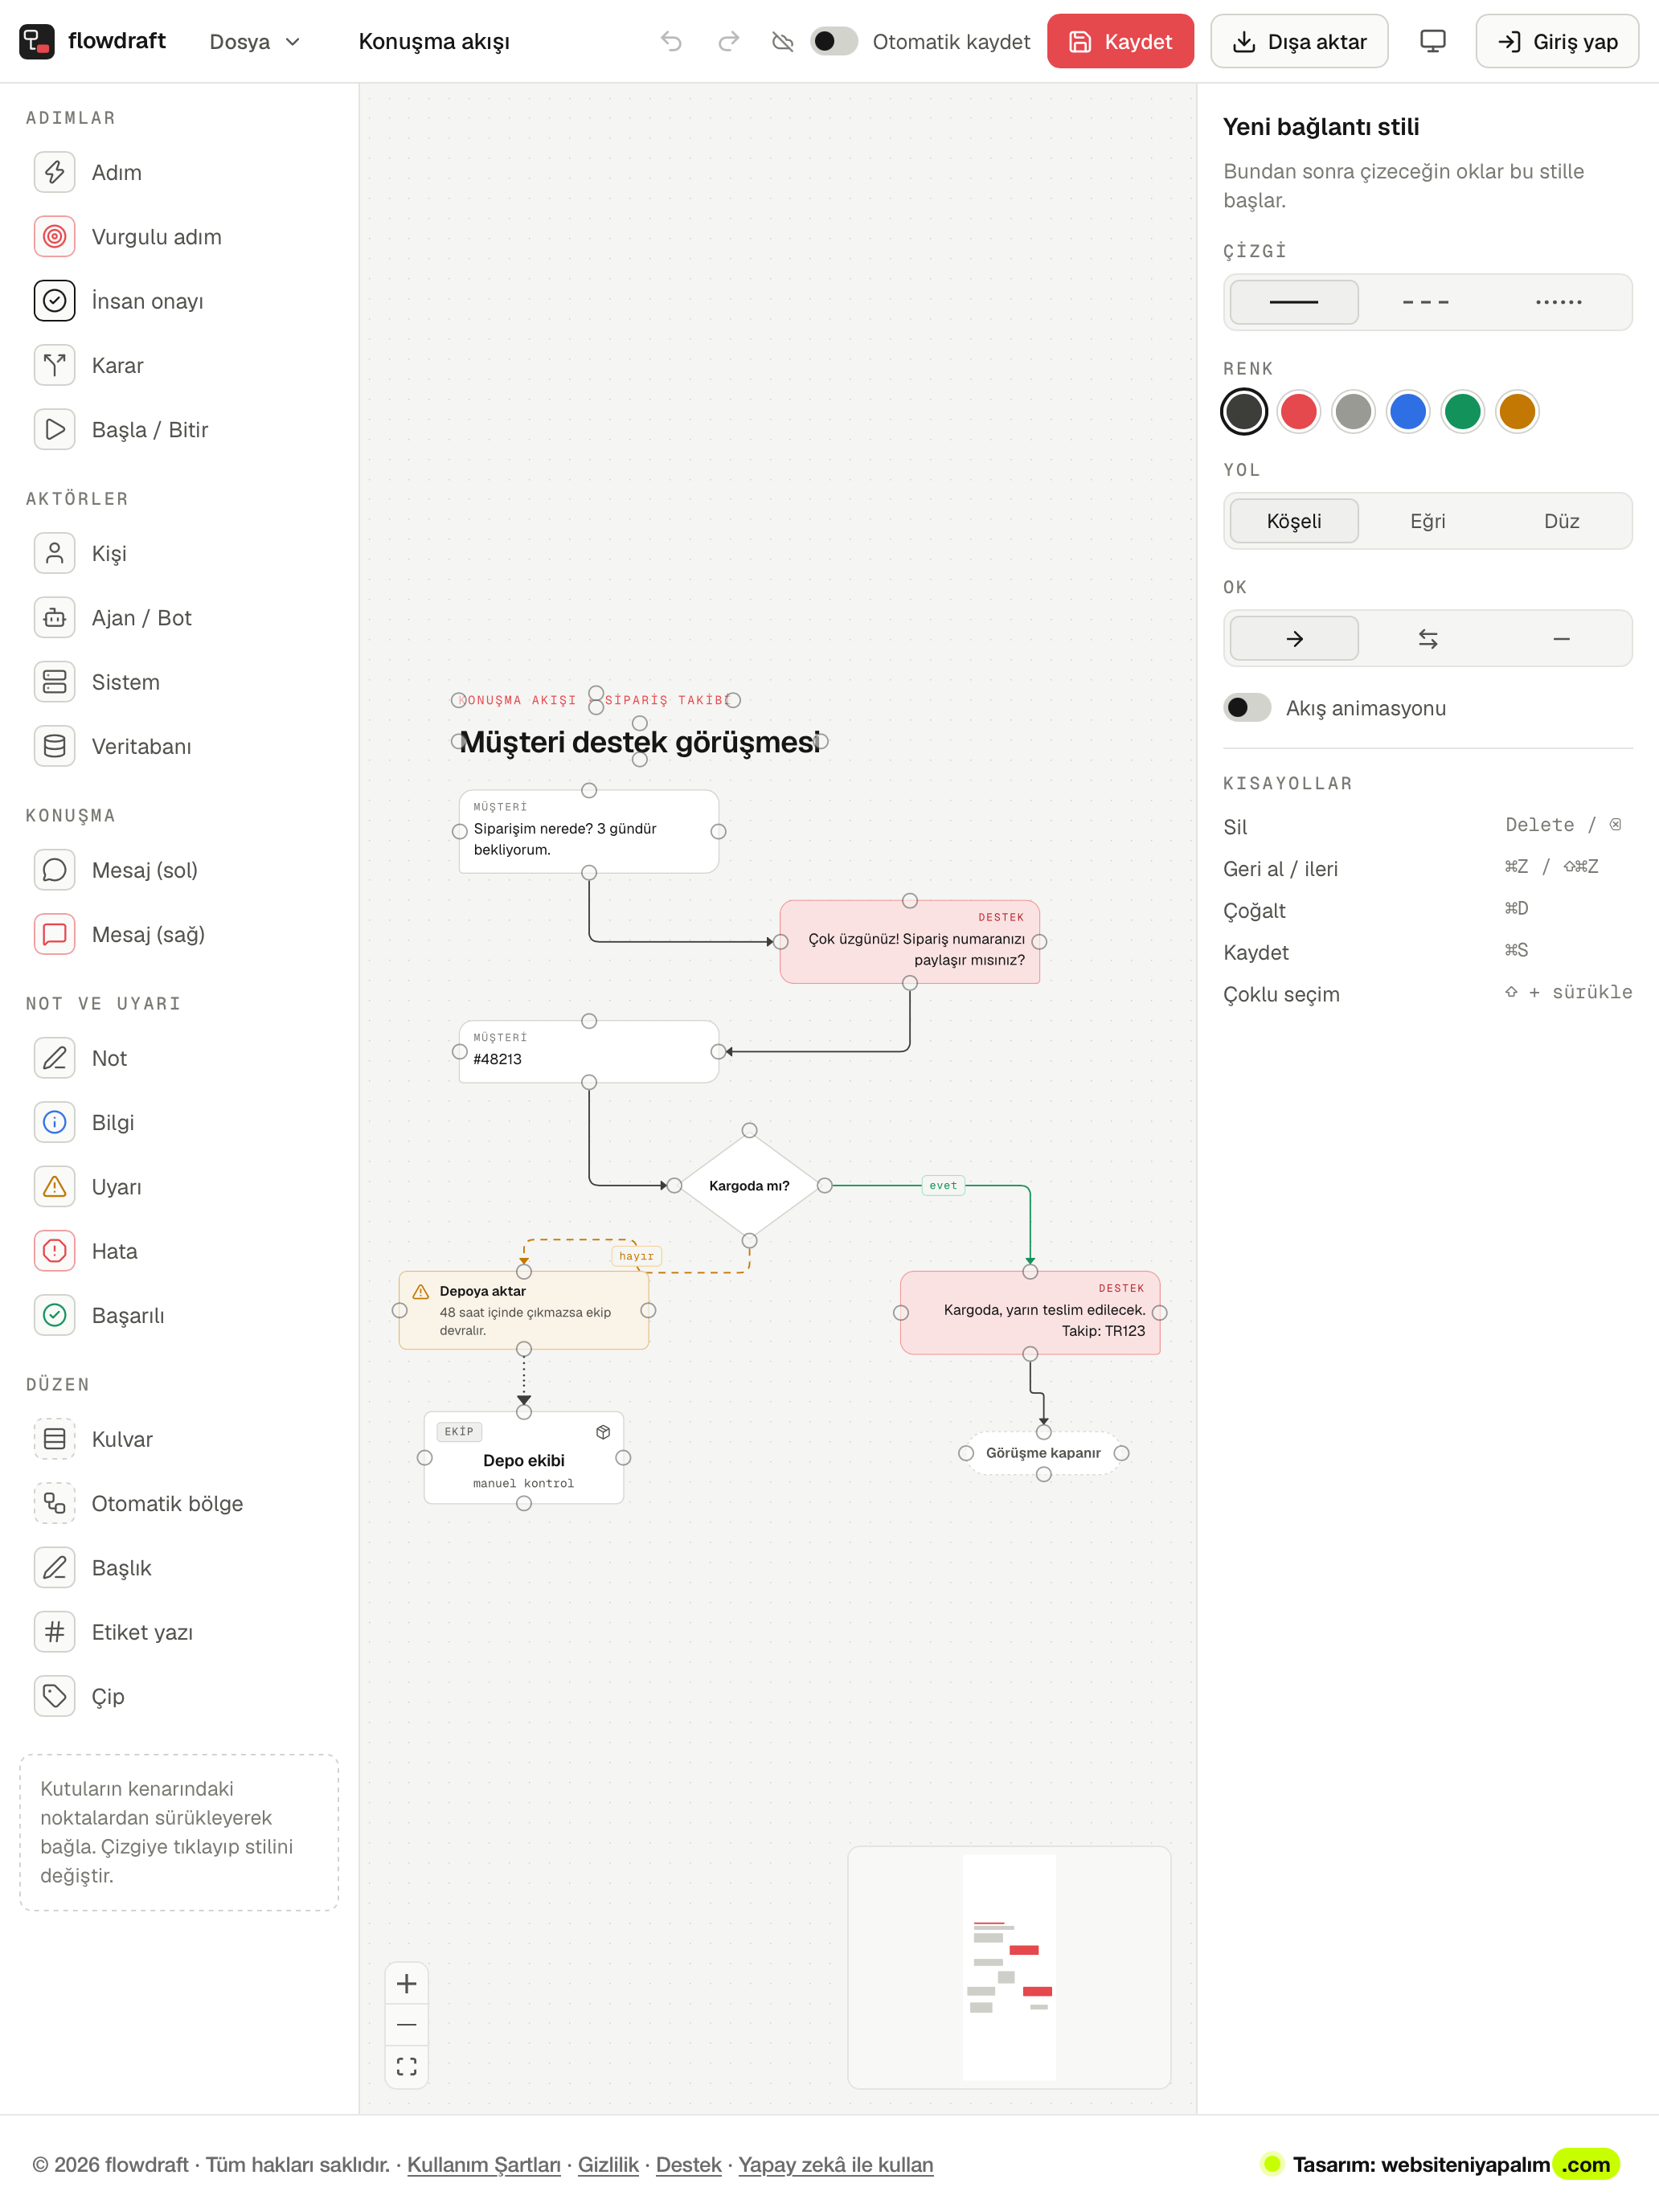 flowdraft
Dosya
Konuşma akışı
Otomatik kaydet
Kaydet
Dışa aktar
Giriş yap
ADIMLAR
Adım
Vurgulu adım
İnsan onayı
Karar
Başla / Bitir
AKTÖRLER
Kişi
Ajan / Bot
Sistem
Veritabanı
KONUŞMA
Mesaj (sol)
Mesaj (sağ)
NOT VE UYARI
Not
Bilgi
Uyarı
Hata
Başarılı
DÜZEN
Kulvar
Otomatik bölge
Başlık
Etiket yazı
Çip
Kutuların kenarındaki
noktalardan sürükleyerek
bağla. Çizgiye tıklayıp stilini
değiştir.
KONUŞMA AKIŞI SİPARİŞ TAKİBİ
Müşteri destek görüşmesi
MÜŞTERİ
Siparişim nerede? 3 gündür
bekliyorum.
DESTEK
Çok üzgünüz! Sipariş numaranızı
paylaşır mısınız?
MÜŞTERİ
#48213
Kargoda mı?
evet
hayır
Depoya aktar
48 saat içinde çıkmazsa ekip
devralır.
DESTEK
Kargoda, yarın teslim edilecek.
Takip: TR123
EKİP
Depo ekibi
manuel kontrol
Görüşme kapanır
Yeni bağlantı stili
Bundan sonra çizeceğin oklar bu stille
başlar.
ÇİZGİ
RENK
YOL
Köşeli
Eğri
Düz
OK
Akış animasyonu
KISAYOLLAR
Sil Delete / ⌫
Geri al / ileri ⌘Z / ⇧⌘Z
Çoğalt ⌘D
Kaydet ⌘S
Çoklu seçim ⇧ + sürükle
© 2026 flowdraft · Tüm hakları saklıdır. · Kullanım Şartları · Gizlilik · Destek · Yapay zekâ ile kullan
Tasarım: websiteniyapalım.com